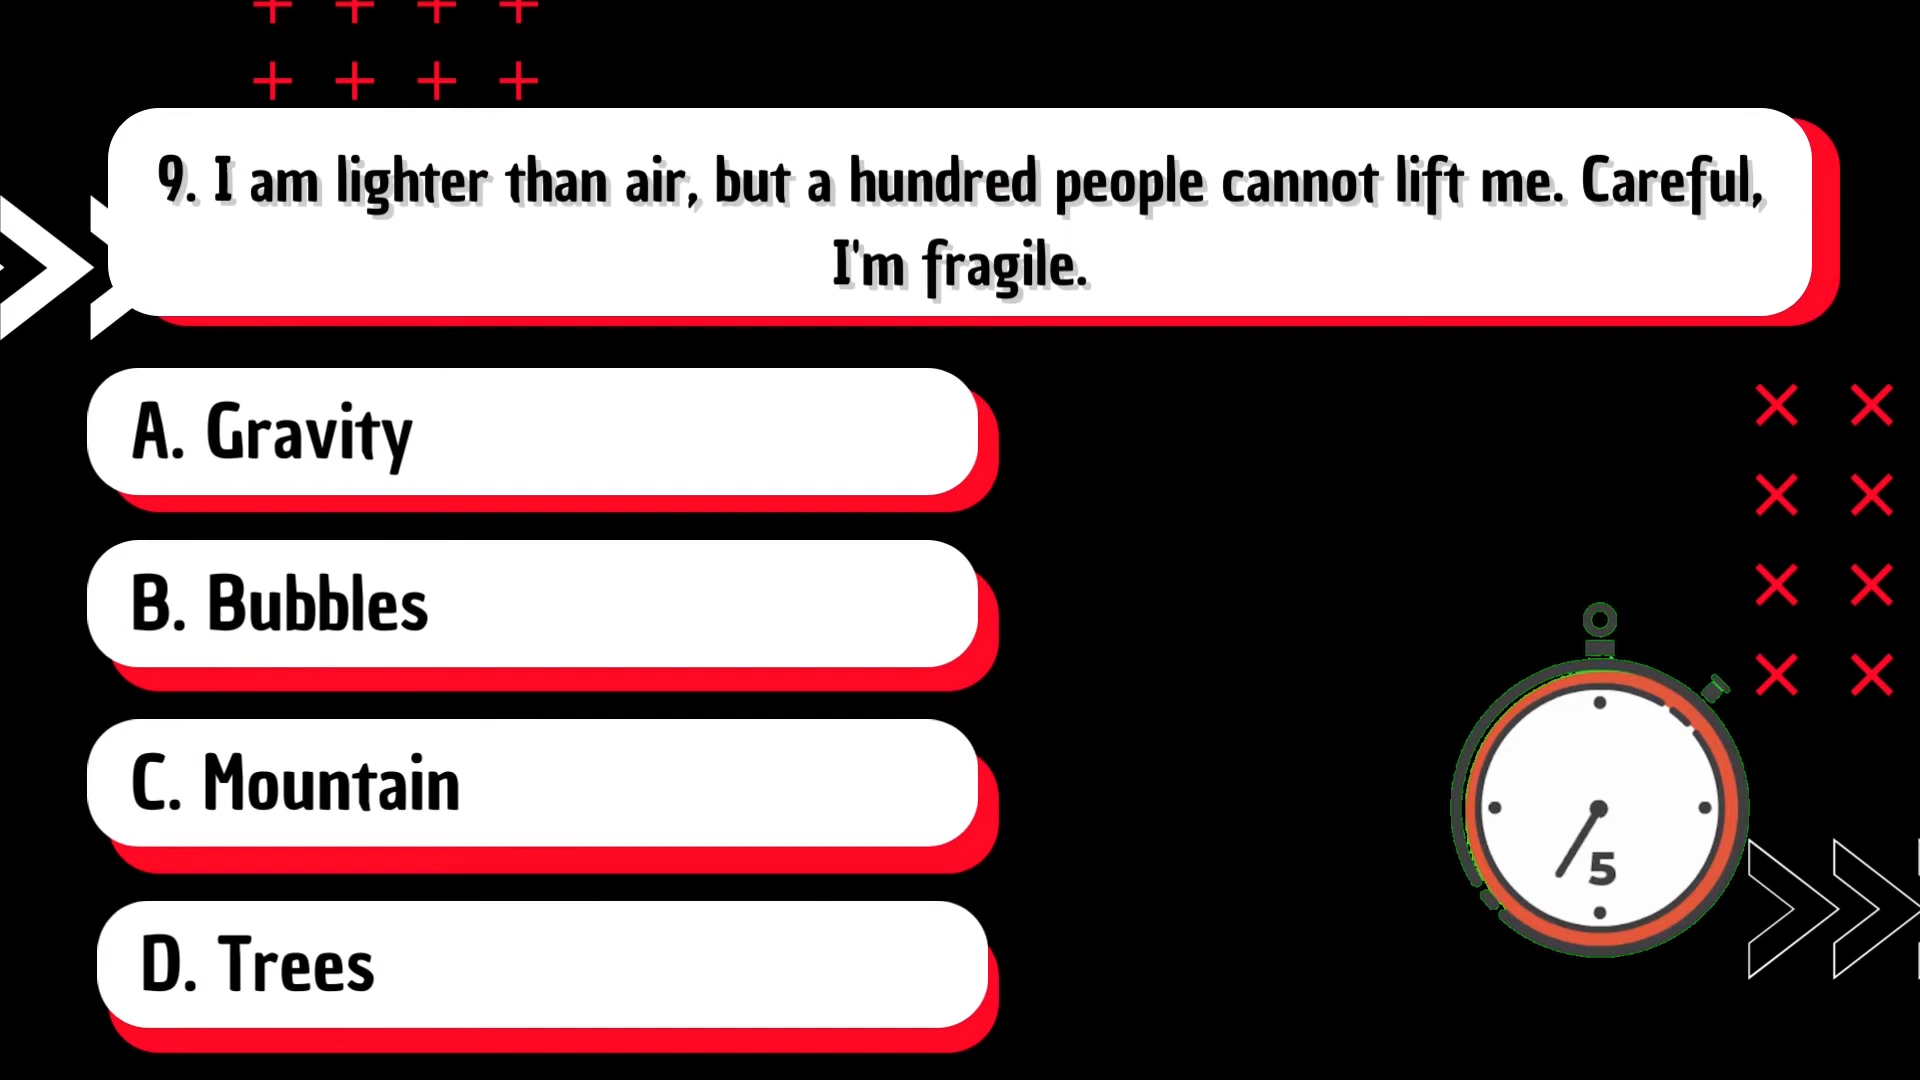 9. I am lighter than air, but a hundred people cannot lift me. Careful,
I'm fragile.
A. Gravity
B. Bubbles
C. Mountain
D. Trees
5